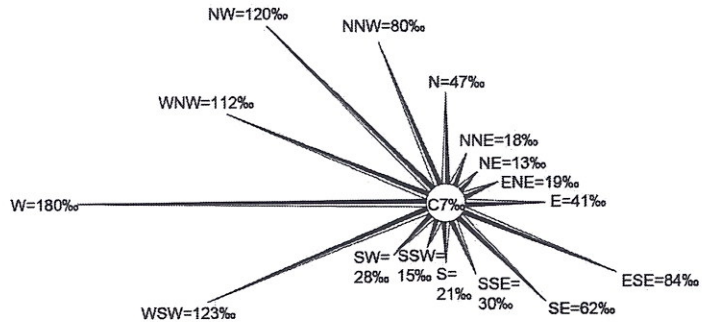 NW=120‰
NNW=80‰
N=47‰
WNW=112‰
NNE=18‰
NE=13‰
ENE=19‰
W=180‰
C7‰
E=41‰
SW=
28‰
SSW=
15‰
S=
21‰
SSE=
30‰
ESE=84‰
SE=62‰
WSW=123‰